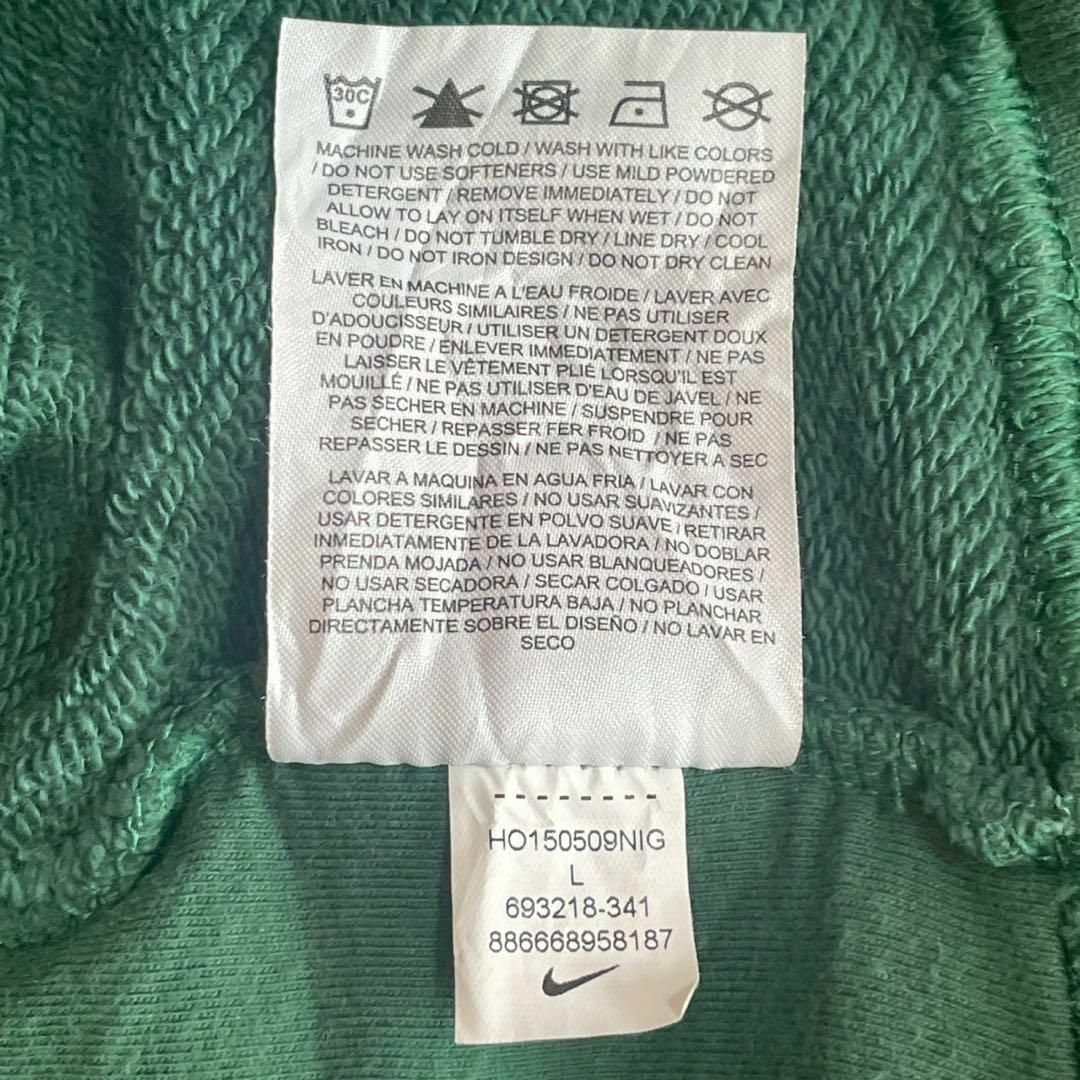 30C
MACHINE WASH COLD / WASH WITH LIKE COLORS
/ DO NOT USE SOFTENERS / USE MILD POWDERED
DETERGENT / REMOVE IMMEDIATELY / DO NOT
ALLOW TO LAY ON ITSELF WHEN WET / DO NOT
BLEACH / DO NOT TUMBLE DRY / LINE DRY / COOL
IRON / DO NOT IRON DESIGN / DO NOT DRY CLEAN
LAVER EN MACHINE A L'EAU FROIDE / LAVER AVEC
COULEURS SIMILAIRES / NE PAS UTILISER
D'ADOUCISSEUR / UTILISER UN DETERGENT DOUX
EN POUDRE / ENLEVER IMMEDIATEMENT / NE PAS
LAISSER LE VÊTEMENT PLIÉ LORSQU'IL EST
MOUILLÉ / NE PAS UTILISER D'EAU DE JAVEL / NE
PAS SECHER EN MACHINE / SUSPENDRE POUR
SECHER / REPASSER FER FROID / NE PAS
REPASSER LE DESSIN / NE PAS NETTOYER A SEC
LAVAR A MAQUINA EN AGUA FRIA / LAVAR CON
COLORES SIMILARES / NO USAR SUAVIZANTES /
USAR DETERGENTE EN POLVO SUAVE / RETIRAR
INMEDIATAMENTE DE LA LAVADORA / NO DOBLAR
PRENDA MOJADA / NO USAR BLANQUEADORES /
NO USAR SECADORA / SECAR COLGADO / USAR
PLANCHA TEMPERATURA BAJA / NO PLANCHAR
DIRECTAMENTE SOBRE EL DISEÑO / NO LAVAR EN
SECO
HO150509NIG
L
693218-341
886668958187